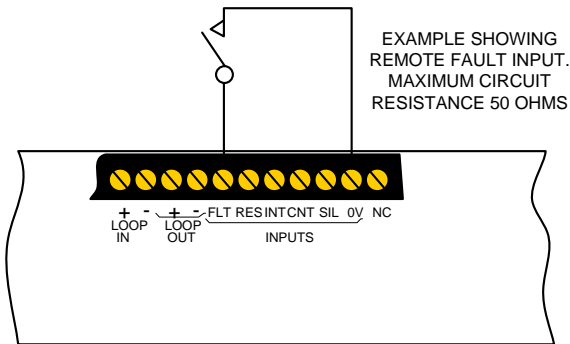 EXAMPLE SHOWING
REMOTE FAULT INPUT.
MAXIMUM CIRCUIT
RESISTANCE 50 OHMS
+ - + - FLT RES INT CNT SIL 0V NC
LOOP IN
LOOP OUT
INPUTS